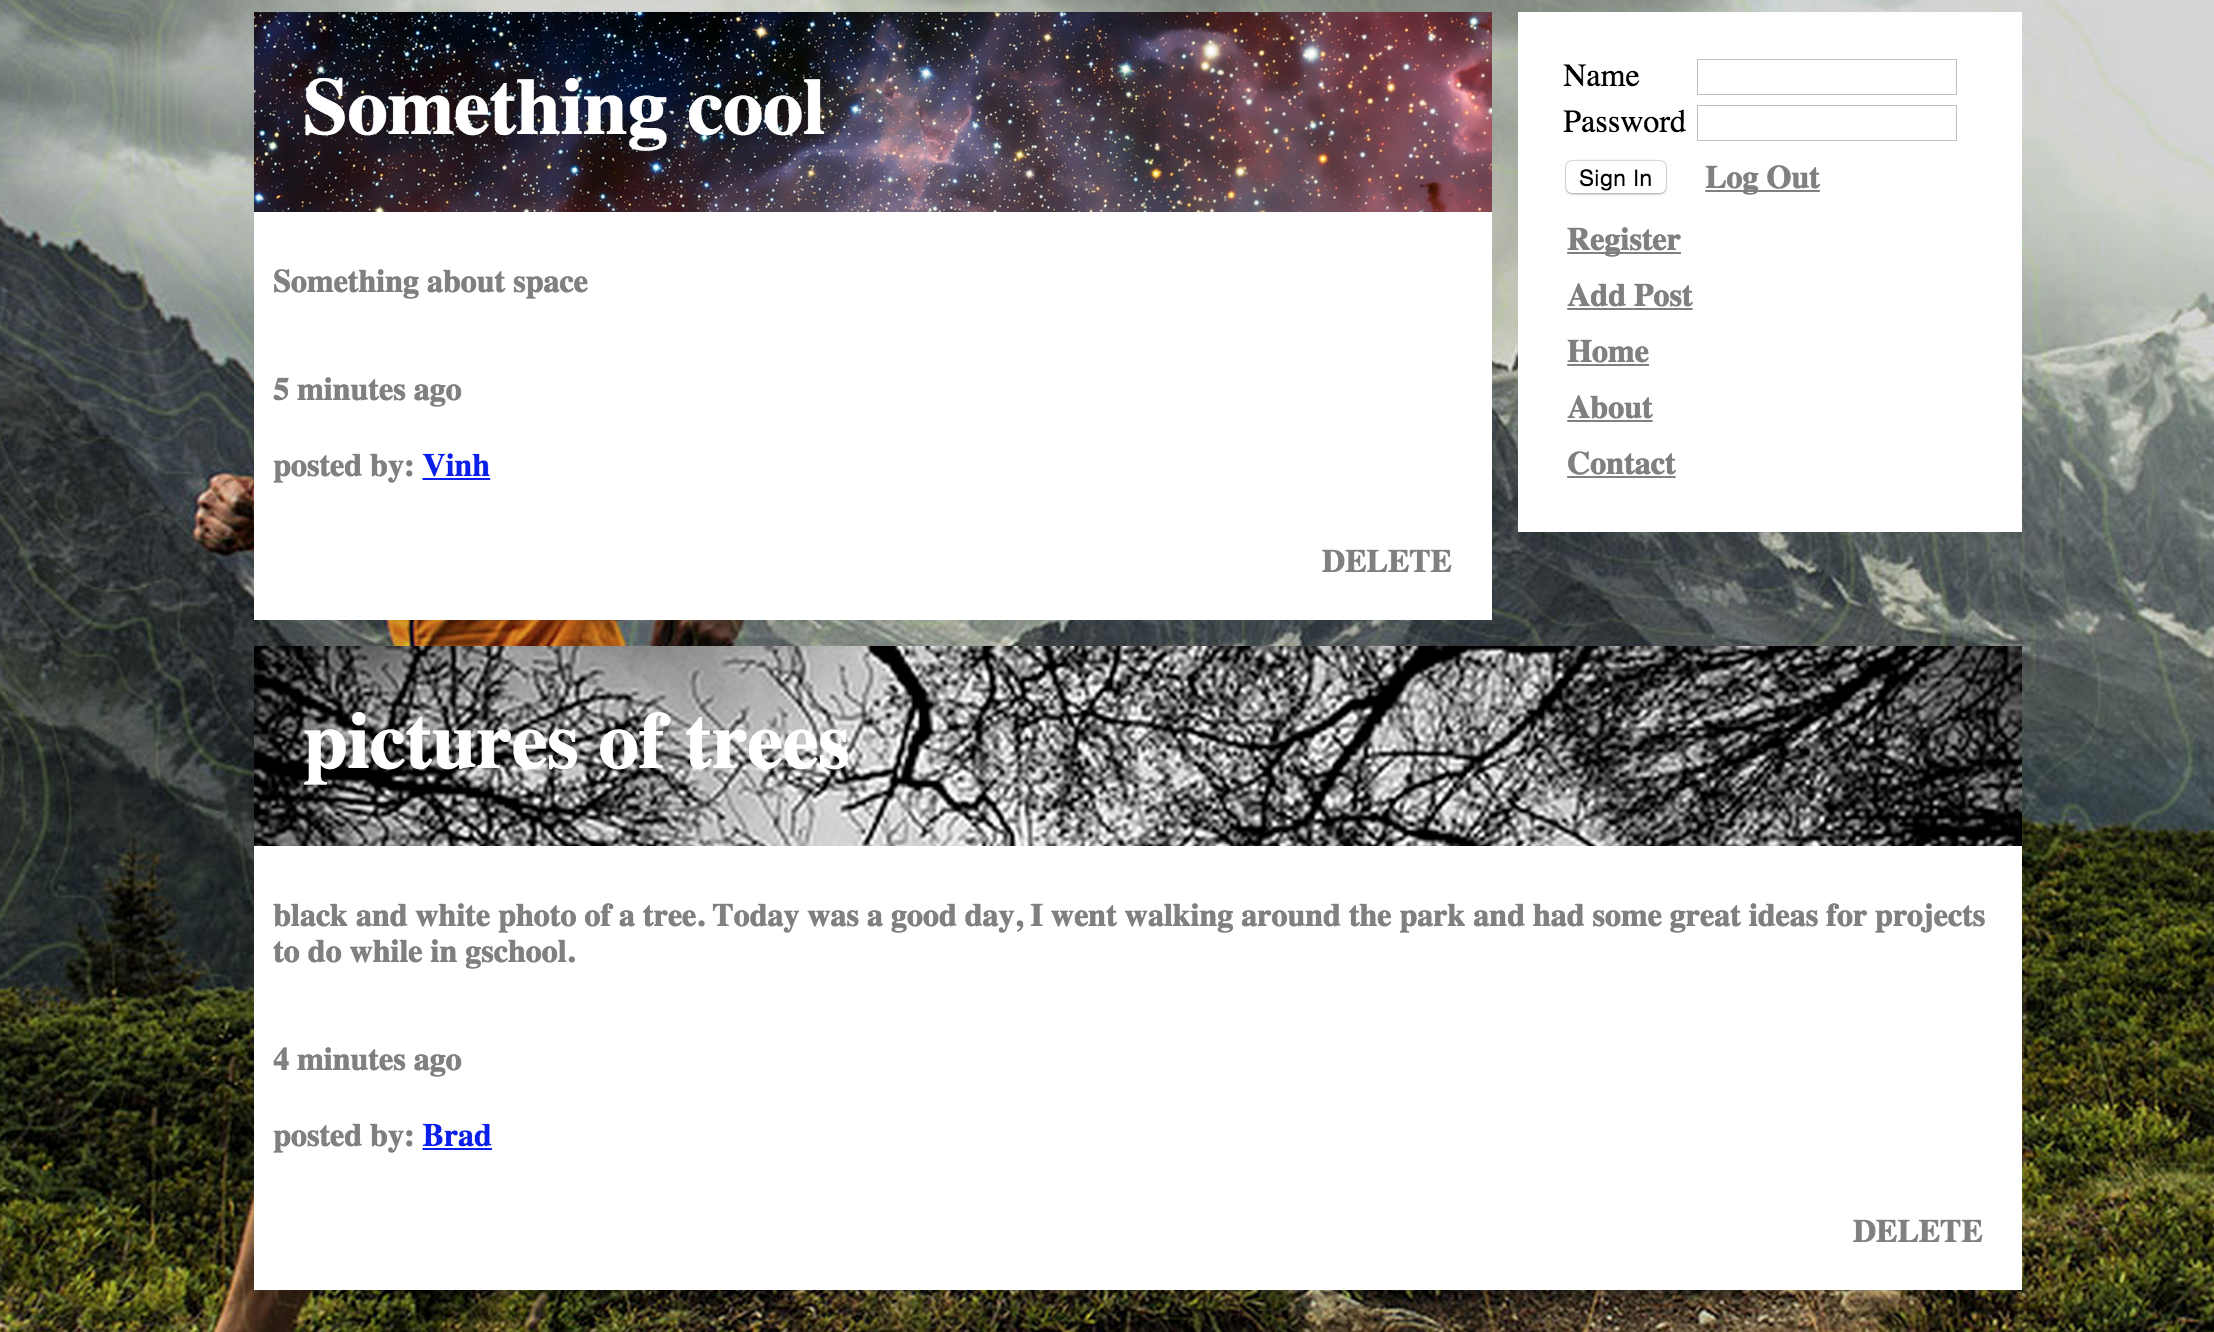 Something cool
Something about space
5 minutes ago
posted by: Vinh
DELETE
Name
Password
Sign In Log Out
Register
Add Post
Home
About
Contact
pictures of trees
black and white photo of a tree. Today was a good day, I went walking around the park and had some great ideas for projects
to do while in gschool.
4 minutes ago
posted by: Brad
DELETE